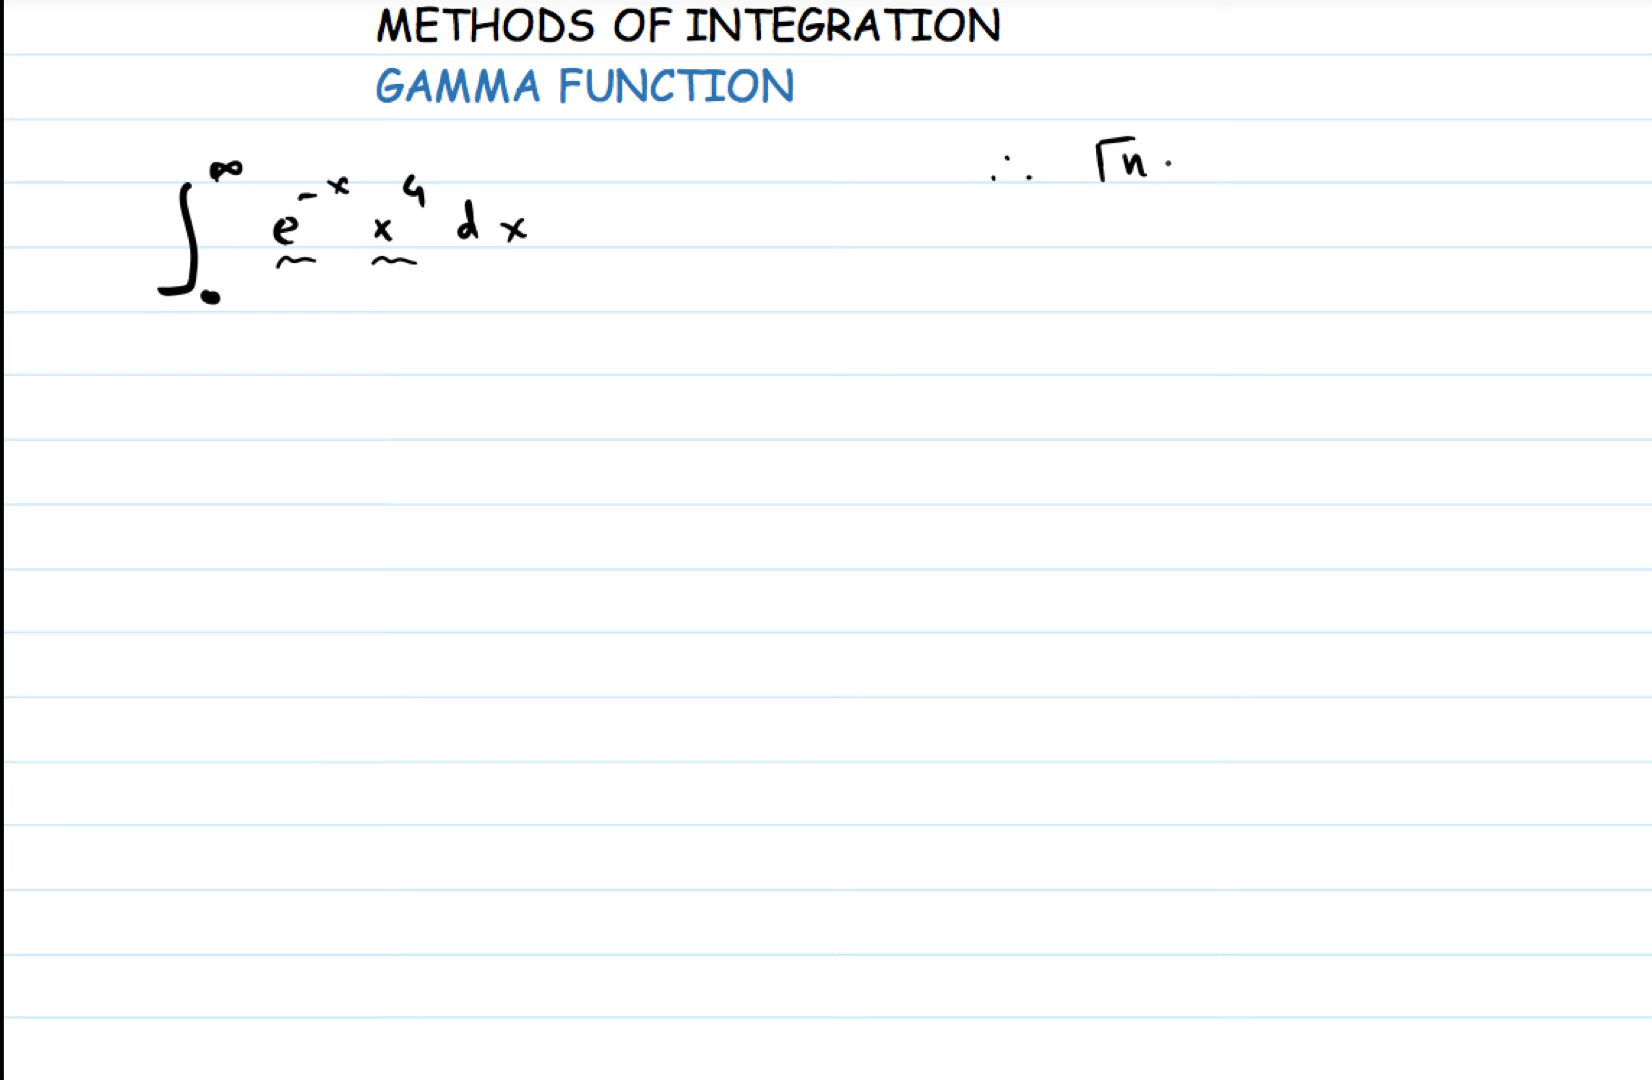 METHODS OF INTEGRATION
GAMMA FUNCTION
∫₀^∞ e^{-x} x^4 dx
∴ Γn .